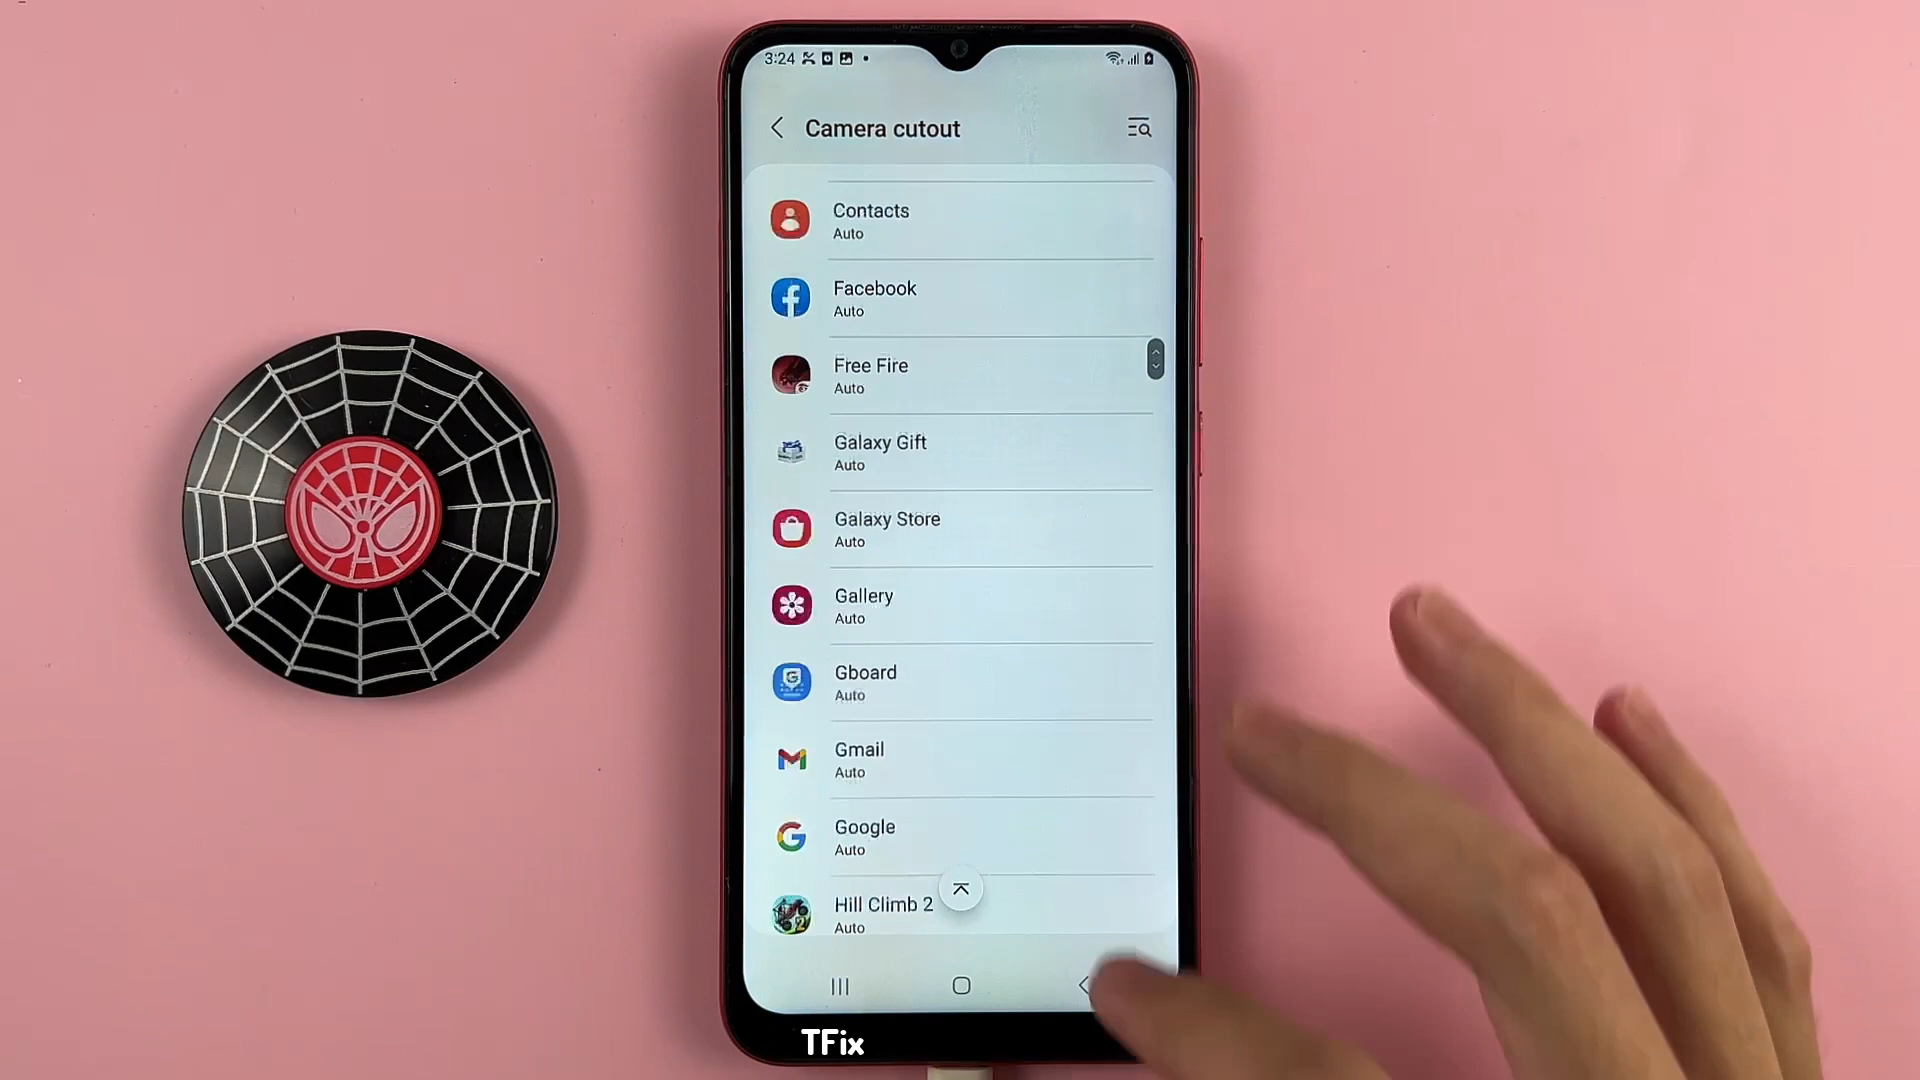 3:24
Camera cutout
Contacts
Auto
Facebook
Auto
Free Fire
Auto
Galaxy Gift
Auto
Galaxy Store
Auto
Gallery
Auto
Gboard
Auto
Gmail
Auto
Google
Auto
Hill Climb 2
Auto
TFix